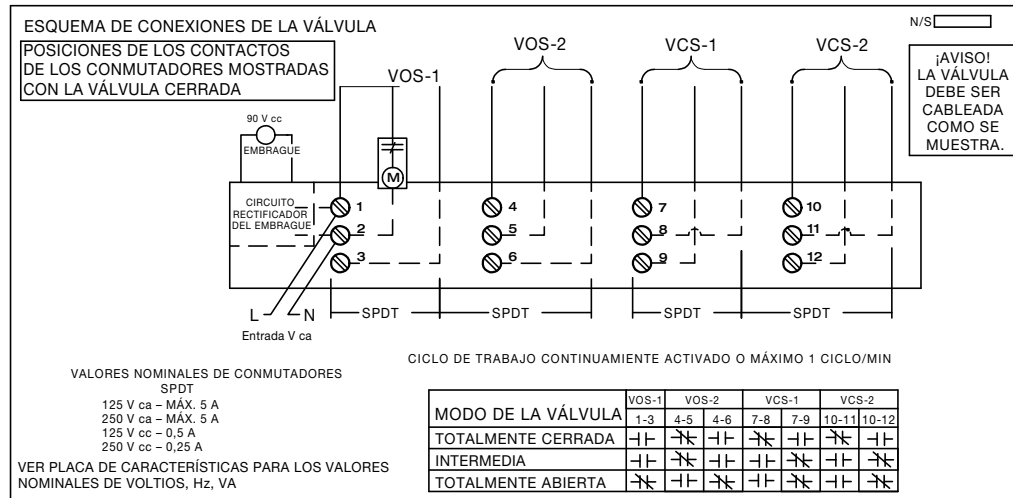 ESQUEMA DE CONEXIONES DE LA VÁLVULA
POSICIONES DE LOS CONTACTOS
DE LOS CONMUTADORES MOSTRADAS
CON LA VÁLVULA CERRADA
VOS-1
VOS-2
VCS-1
VCS-2
N/S
¡AVISO!
LA VÁLVULA
DEBE SER
CABLEADA
COMO SE
MUESTRA.
90 V cc
EMBRAGUE
M
CIRCUITO
RECTIFICADOR
DEL EMBRAGUE
1
2
3
4
5
6
7
8
9
10
11
12
L N
Entrada V ca
SPDT
SPDT
SPDT
SPDT
CICLO DE TRABAJO CONTINUAMIENTE ACTIVADO O MÁXIMO 1 CICLO/MIN
VALORES NOMINALES DE CONMUTADORES
SPDT
125 V ca – MÁX. 5 A
250 V ca – MÁX. 5 A
125 V cc – 0,5 A
250 V cc – 0,25 A
VER PLACA DE CARACTERÍSTICAS PARA LOS VALORES
NOMINALES DE VOLTIOS, Hz, VA
VOS-1 VOS-2 VCS-1 VCS-2
MODO DE LA VÁLVULA 1-3 4-5 4-6 7-8 7-9 10-11 10-12
TOTALMENTE CERRADA
INTERMEDIA
TOTALMENTE ABIERTA